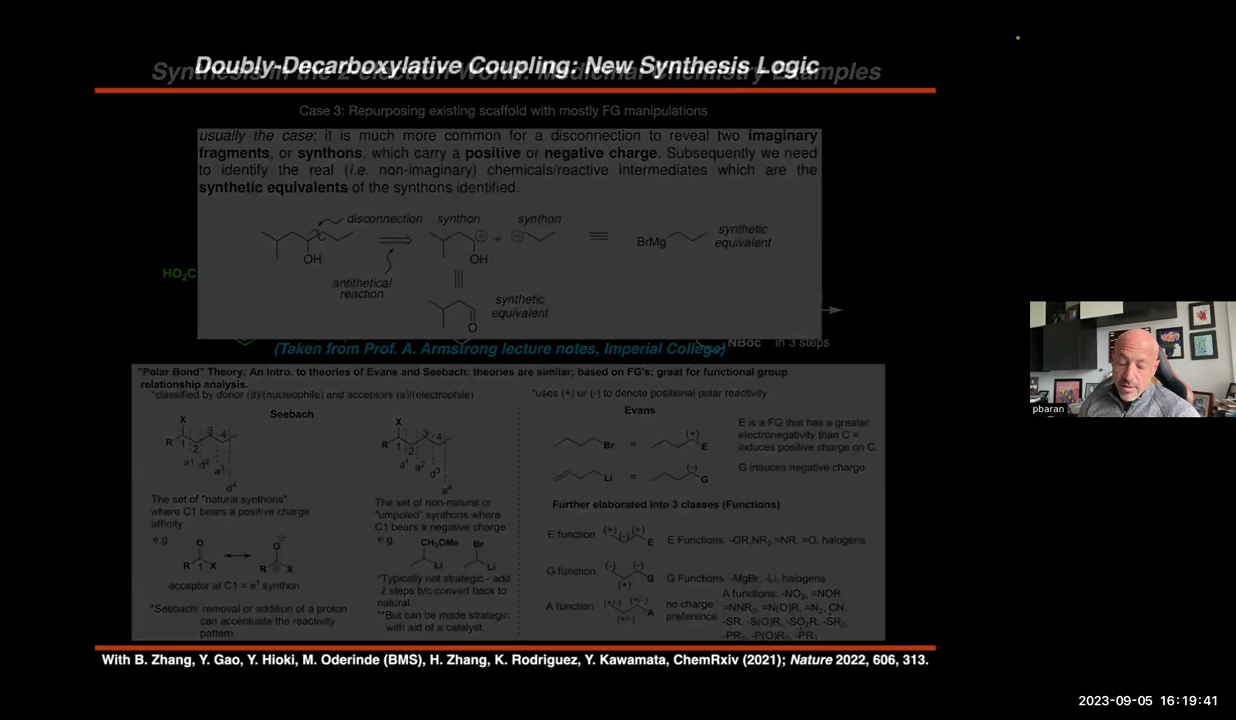 Doubly-Decarboxylative Coupling: New Synthesis Logic
Synthesis in the 2-electron World: Medicinal Chemistry Examples
Case 3: Repurposing existing scaffold with mostly FG manipulations
usually the case; it is much more common for a disconnection to reveal two imaginary
fragments, or synthons, which carry a positive or negative charge. Subsequently we need
to identify the real (i.e. non-imaginary) chemicals/reactive intermediates which are the
synthetic equivalents of the synthons identified.
disconnection synthon synthon
BrMg synthetic
equivalent
OH OH
antithetical
reaction
HO2C
synthetic
equivalent
O
NBoc in 3 steps
(Taken from Prof. A. Armstrong lecture notes, Imperial College)
"Polar Bond" Theory: An Intro. to theories of Evans and Seebach: theories are similar; based on FG's; great for functional group
relationship analysis.
*classified by donor (d)/(nucleophile) and acceptors (a)/(electrophile)
*uses (+) or (-) to denote positional polar reactivity
Seebach
Evans
X
R 1 2 3 4
a1 d2 a3 d4
X
R 1 2 3 4
d1 a2 d3 a4
Br = (+) E
E is a FG that has a greater
electronegativity than C =
induces positive charge on C.
Li = (-) G
G induces negative charge.
The set of "natural synthons"
where C1 bears a positive charge
affinity
The set of non-natural or
"umpoled" synthons where
C1 bears a negative charge
Further elaborated into 3 classes (Functions)
e.g.
O
R 1 X
O
R X
acceptor at C1 = a1 synthon
e.g.
CH2OMe Br
Li Li
E function (+) (-) (+) E E Functions: -OR, NR2, =NR, =O, halogens
G function (-) (+) (-) G G Functions: -MgBr, -Li, halogens
A function (+/-) (+/-) (+/-) A no charge
preference
A functions: -NO2, =NOR
=NNR2, =N(O)R, =N2, CN,
-SR, -S(O)R, -SO2R, -SR2,
-PR2, -P(O)R2, -PR3
*Typically not strategic - add
2 steps b/c convert back to
natural.
**But can be made strategic
with aid of a catalyst.
*Seebach: removal or addition of a proton
can accentuate the reactivity
pattern
With B. Zhang, Y. Gao, Y. Hioki, M. Oderinde (BMS), H. Zhang, K. Rodriguez, Y. Kawamata, ChemRxiv (2021); Nature 2022, 606, 313.
pbaran
2023-09-05 16:19:41